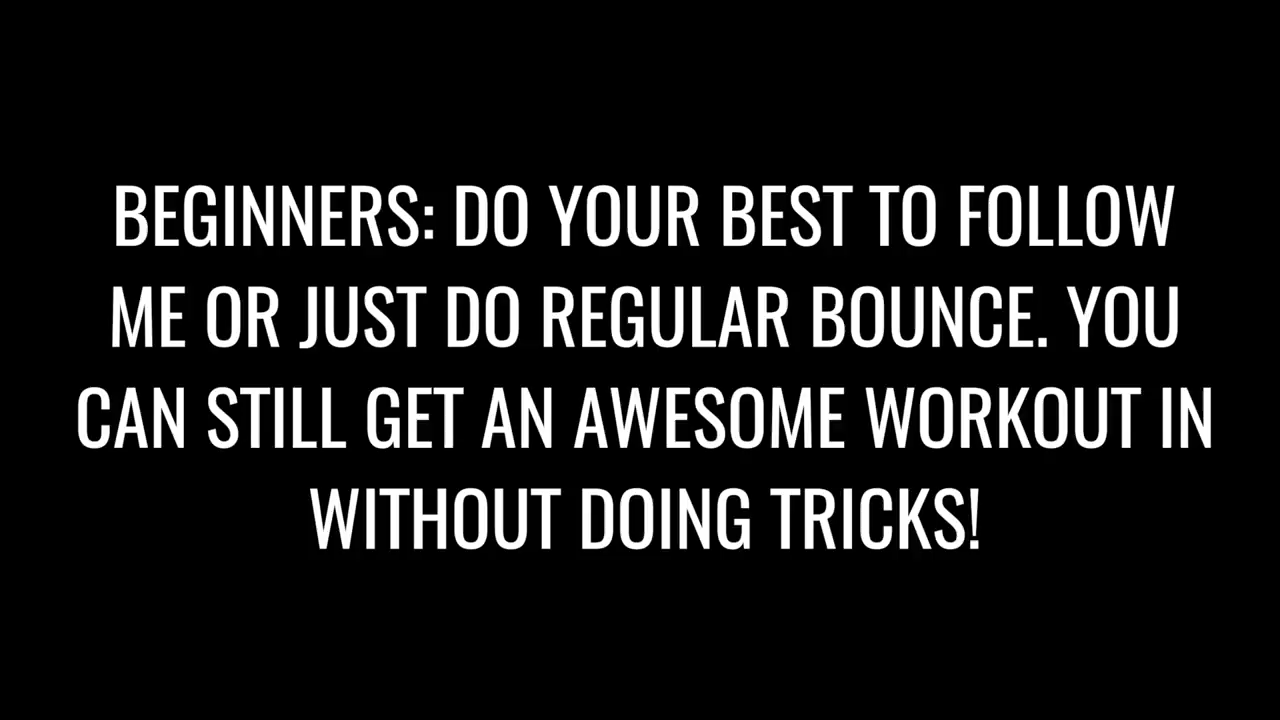 BEGINNERS: DO YOUR BEST TO FOLLOW
ME OR JUST DO REGULAR BOUNCE. YOU
CAN STILL GET AN AWESOME WORKOUT IN
WITHOUT DOING TRICKS!